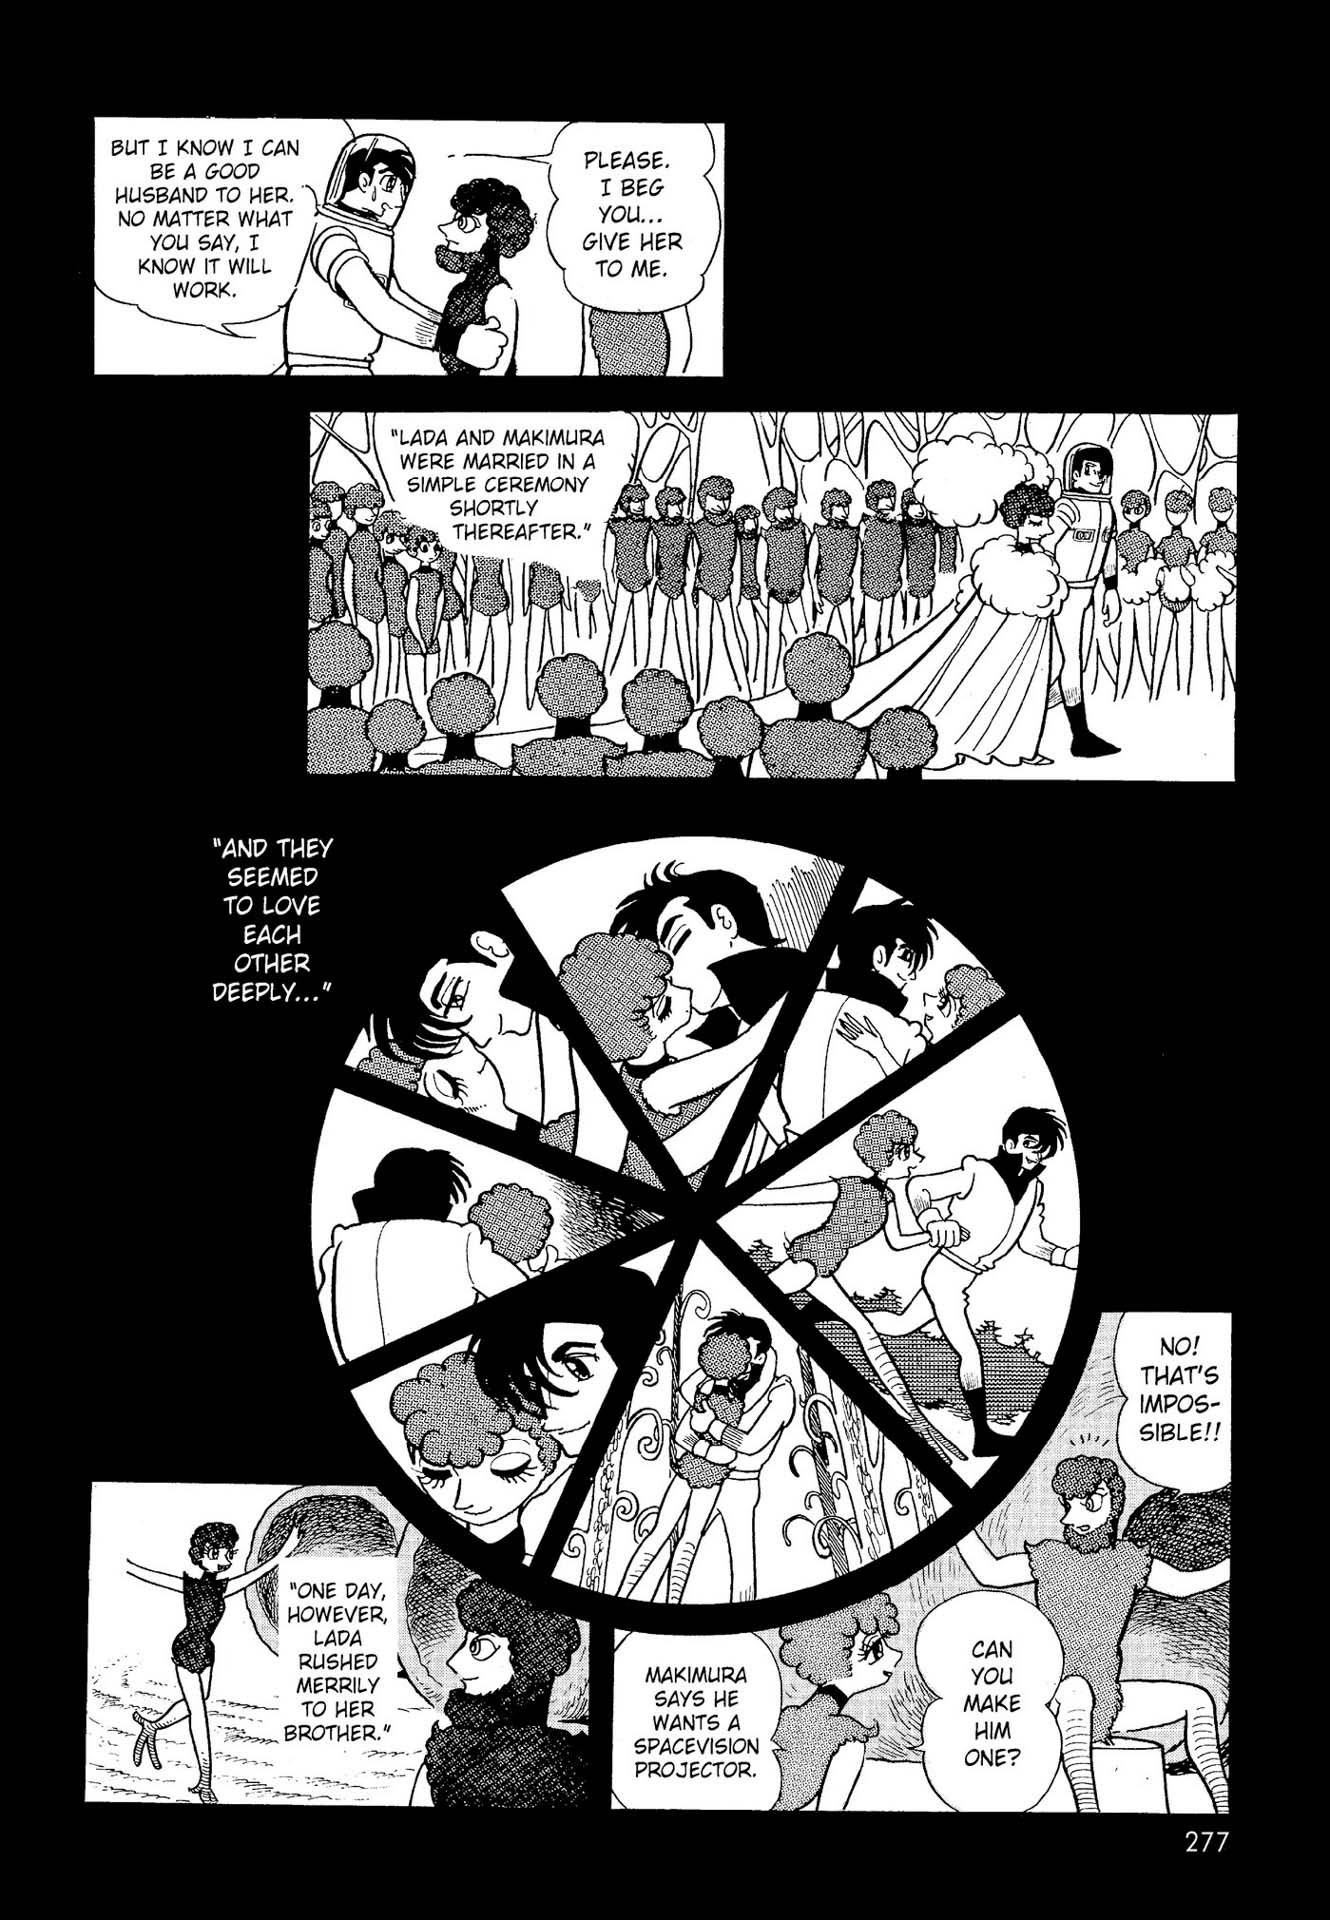 BUT I KNOW I CAN
BE A GOOD
HUSBAND TO HER.
NO MATTER WHAT
YOU SAY, I
KNOW IT WILL
WORK.
PLEASE.
I BEG
YOU...
GIVE HER
TO ME.
"LADA AND MAKIMURA
WERE MARRIED IN A
SIMPLE CEREMONY
SHORTLY
THEREAFTER."
"AND THEY
SEEMED
TO LOVE
EACH
OTHER
DEEPLY..."
"ONE DAY,
HOWEVER,
LADA
RUSHED
MERRILY
TO HER
BROTHER."
MAKIMURA
SAYS HE
WANTS A
SPACEVISION
PROJECTOR.
CAN
YOU
MAKE
HIM
ONE?
NO!
THAT'S
IMPOS-
SIBLE!!
277